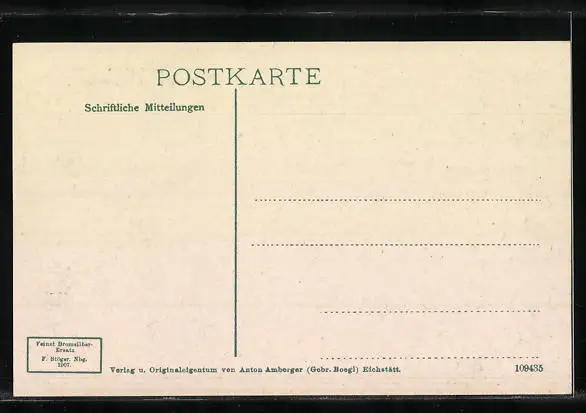 POSTKARTE
Schriftliche Mitteilungen
Feinst Bromsilber-
Ersatz
F. Stöger. Nbg.
1907.
Verlag u. Originaleigentum von Anton Amberger (Gebr. Boegl) Eichstätt.
109435